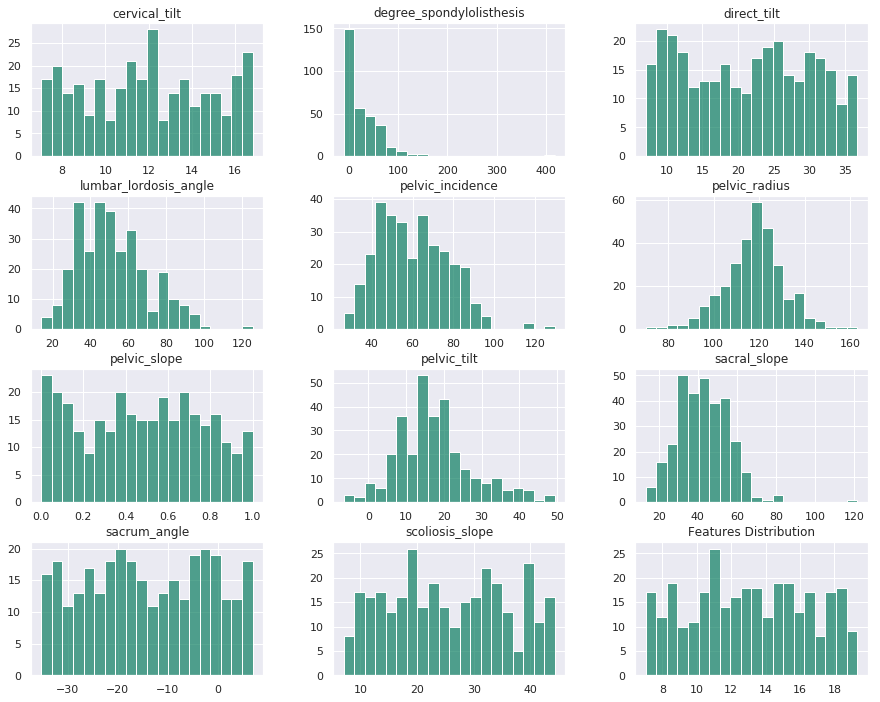 cervical_tilt degree_spondylolisthesis direct_tilt
25 20 15 10 5 0
8 10 12 14 16
150 100 50 0
0 100 200 300 400
20 15 10 5 0
10 15 20 25 30 35
lumbar_lordosis_angle pelvic_incidence pelvic_radius
40 30 20 10 0
20 40 60 80 100 120
40 30 20 10 0
40 60 80 100 120
60 40 20 0
80 100 120 140 160
pelvic_slope pelvic_tilt sacral_slope
20 15 10 5 0
0.0 0.2 0.4 0.6 0.8 1.0
50 40 30 20 10 0
0 10 20 30 40 50
50 40 30 20 10 0
20 40 60 80 100 120
sacrum_angle scoliosis_slope Features Distribution
20 15 10 5 0
−30 −20 −10 0
25 20 15 10 5 0
10 20 30 40
25 20 15 10 5 0
8 10 12 14 16 18